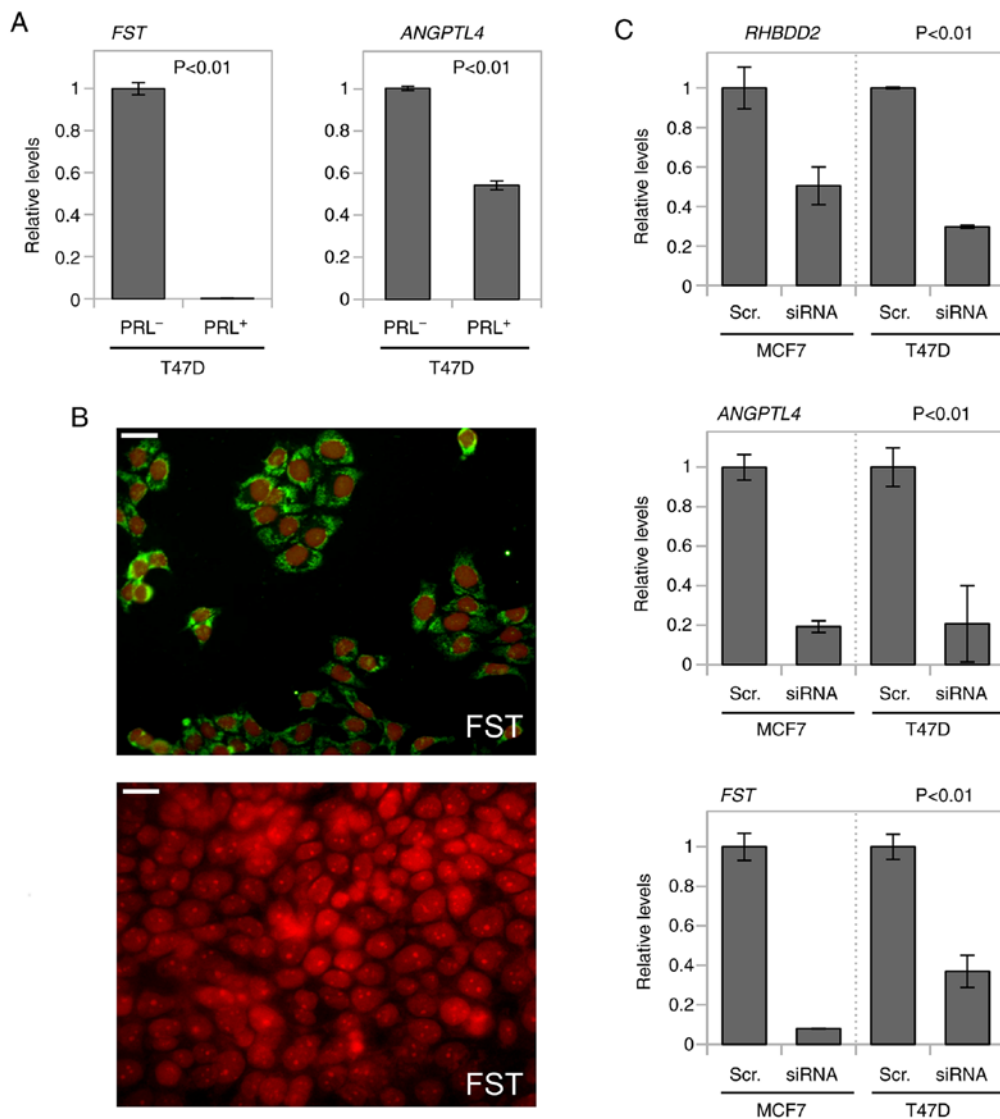 A
FST
P<0.01
Relative levels
1
0.8
0.6
0.4
0.2
0
PRL⁻ PRL⁺
T47D
ANGPTL4
P<0.01
1
0.8
0.6
0.4
0.2
0
PRL⁻ PRL⁺
T47D
B
FST
FST
C
RHBDD2 P<0.01
Relative levels
1
0.8
0.6
0.4
0.2
0
Scr. siRNA Scr. siRNA
MCF7 T47D
ANGPTL4 P<0.01
Relative levels
1
0.8
0.6
0.4
0.2
0
Scr. siRNA Scr. siRNA
MCF7 T47D
FST P<0.01
Relative levels
1
0.8
0.6
0.4
0.2
0
Scr. siRNA Scr. siRNA
MCF7 T47D